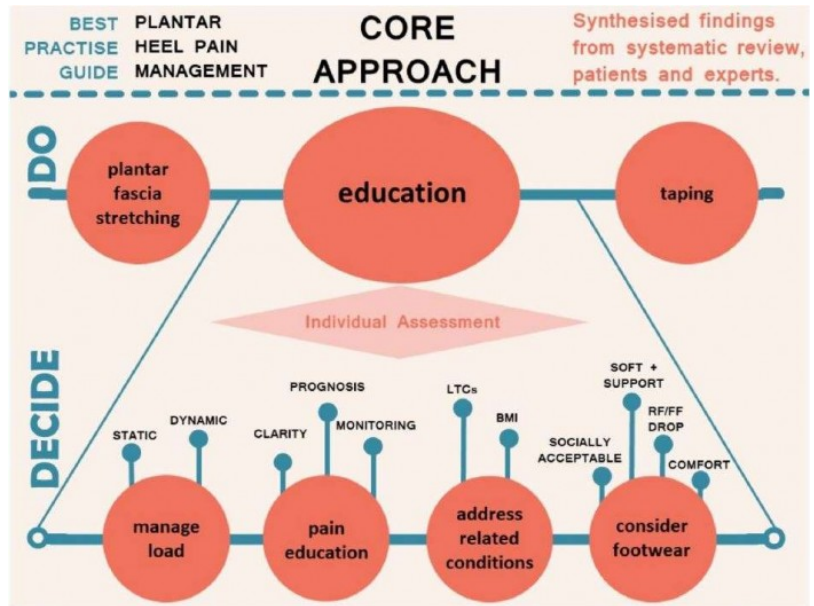 BEST PLANTAR
PRACTISE HEEL PAIN
GUIDE MANAGEMENT
CORE
APPROACH
Synthesised findings
from systematic review,
patients and experts.
DO
plantar
fascia
stretching
education
taping
Individual Assessment
DECIDE
STATIC
DYNAMIC
CLARITY
PROGNOSIS
MONITORING
LTCs
BMI
SOCIALLY
ACCEPTABLE
SOFT +
SUPPORT
RF/FF
DROP
COMFORT
manage
load
pain
education
address
related
conditions
consider
footwear